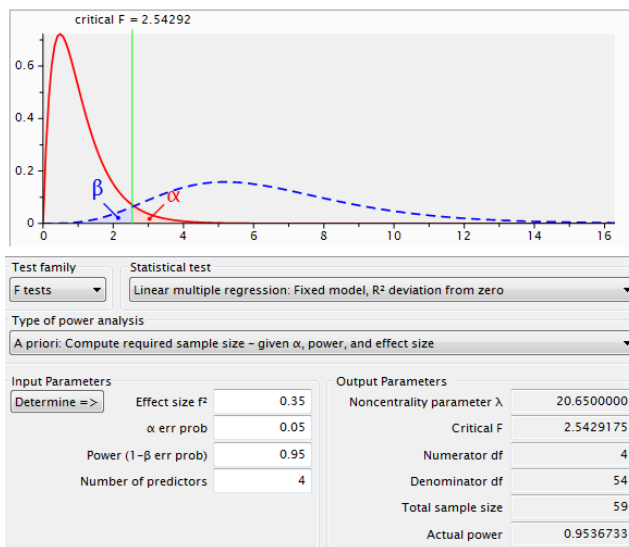 critical F = 2.54292
0.6
0.4
0.2
0
β
α
0 2 4 6 8 10 12 14 16
Test family Statistical test
F tests Linear multiple regression: Fixed model, R² deviation from zero
Type of power analysis
A priori: Compute required sample size – given α, power, and effect size
Input Parameters Output Parameters
Determine => Effect size f² 0.35 Noncentrality parameter λ 20.6500000
α err prob 0.05 Critical F 2.5429175
Power (1-β err prob) 0.95 Numerator df 4
Number of predictors 4 Denominator df 54
Total sample size 59
Actual power 0.9536733